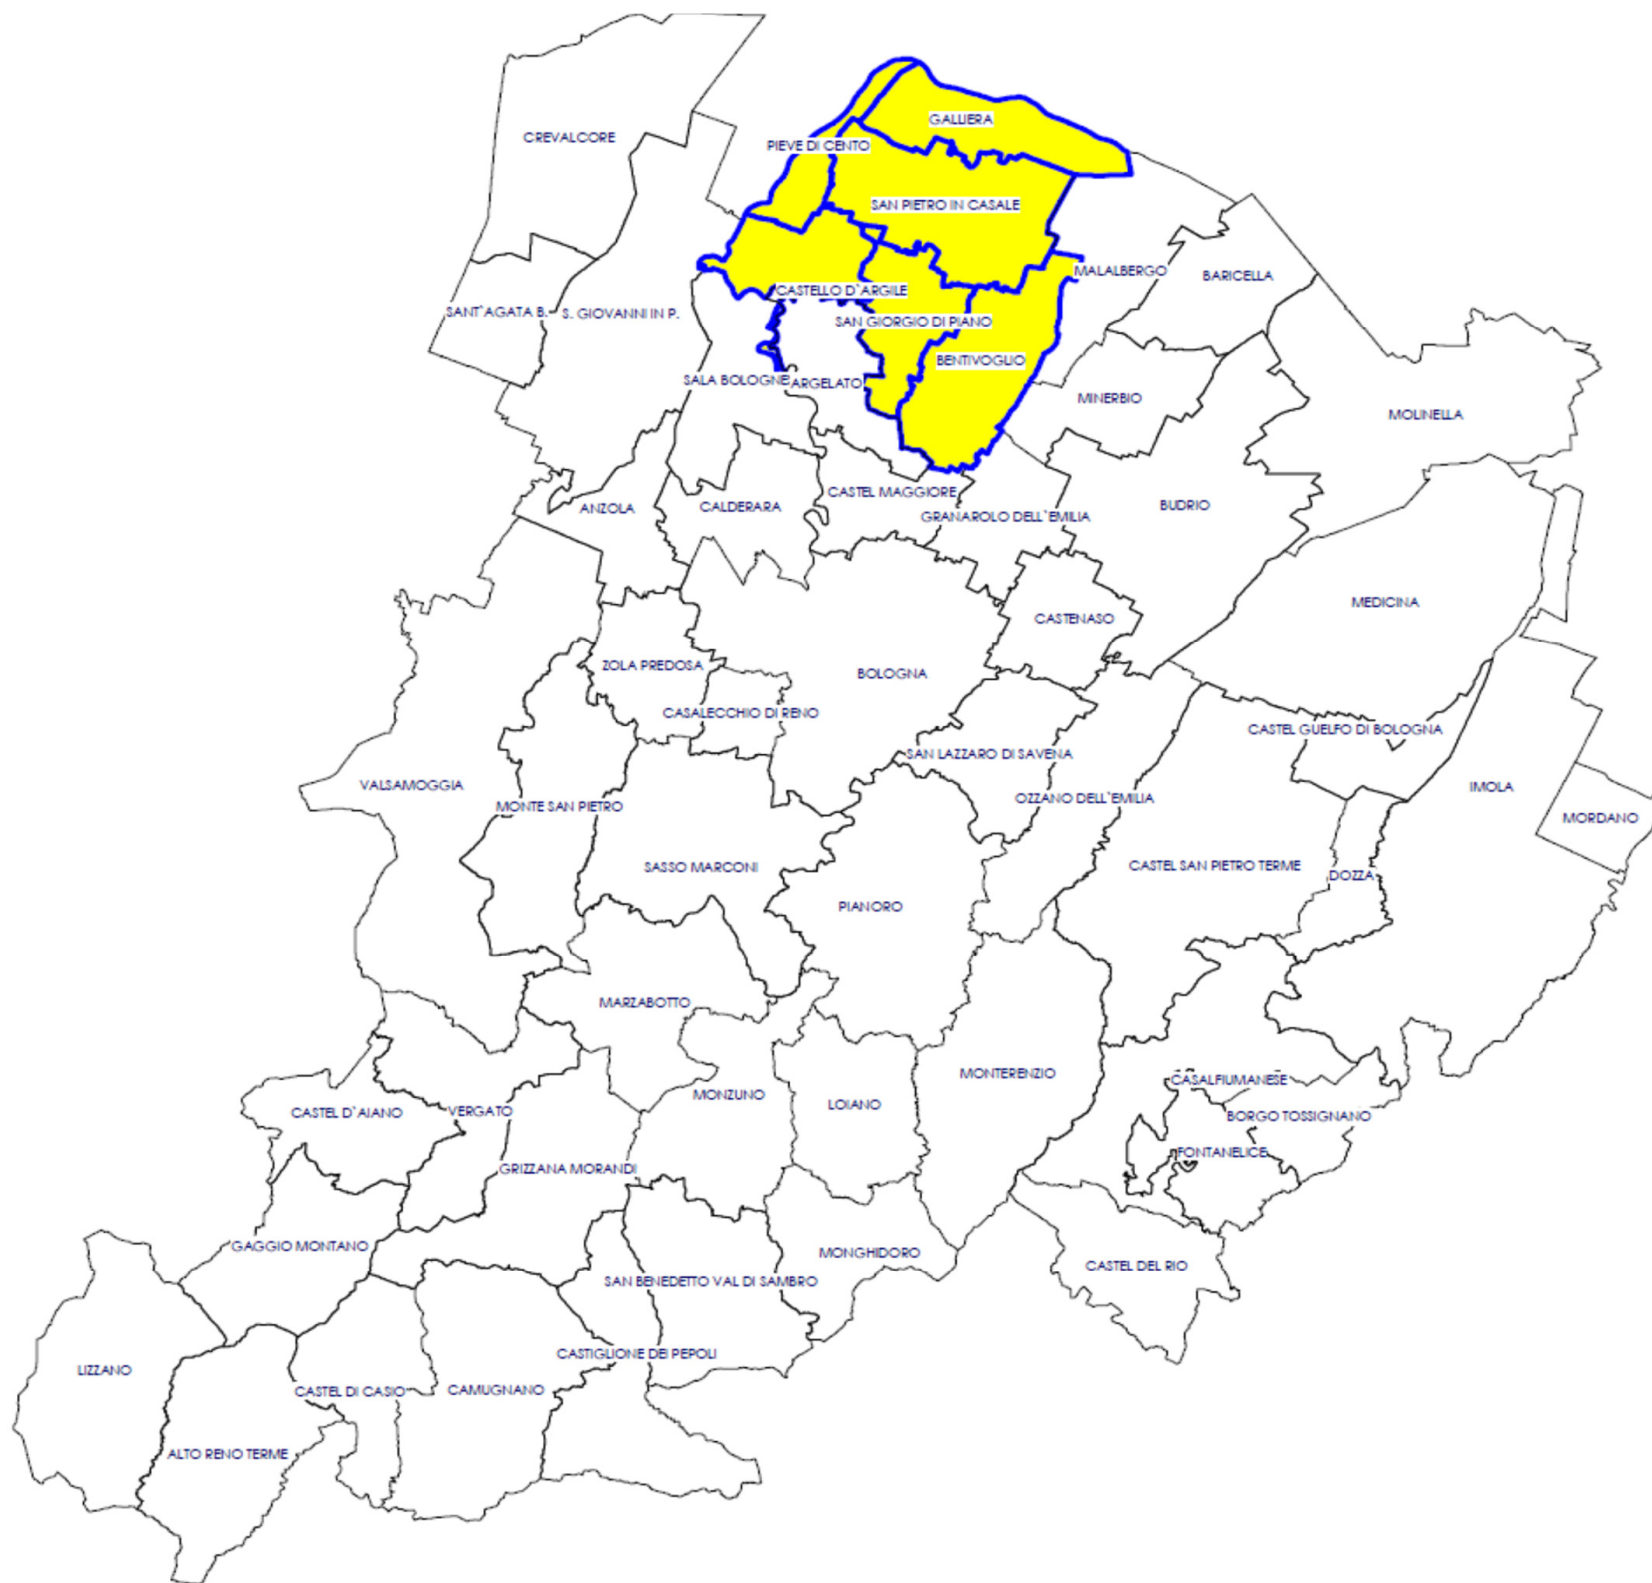 GALLIERA
CREVALCORE
PIEVE DI CENTO
SAN PIETRO IN CASALE
MALALBERGO
BARICELLA
CASTELLO D`ARGILE
SANT`AGATA B.
S. GIOVANNI IN P.
SAN GIORGIO DI PIANO
BENTIVOGLIO
SALA BOLOGNE
ARGELATO
MINERBIO
MOLINELLA
CASTEL MAGGIORE
ANZOLA
CALDERARA
BUDRIO
GRANAROLO DELL`EMILIA
MEDICINA
CASTENASO
ZOLA PREDOSA
BOLOGNA
CASALECCHIO DI RENO
CASTEL GUELFO DI BOLOGNA
SAN LAZZARO DI SAVENA
VALSAMOGGIA
IMOLA
OZZANO DELL`EMILIA
MONTE SAN PIETRO
MORDANO
SASSO MARCONI
CASTEL SAN PIETRO TERME
DOZZA
PIANORO
MARZABOTTO
MONTERENZIO
CASALFIUMANESE
MONZUNO
LOIANO
CASTEL D`AIANO
VERGATO
BORGO TOSSIGNANO
FONTANELICE
GRIZZANA MORANDI
GAGGIO MONTANO
MONGHIDORO
CASTEL DEL RIO
SAN BENEDETTO VAL DI SAMBRO
CASTIGLIONE DEI PEPOLI
LIZZANO
CASTEL DI CASIO
CAMUGNANO
ALTO RENO TERME